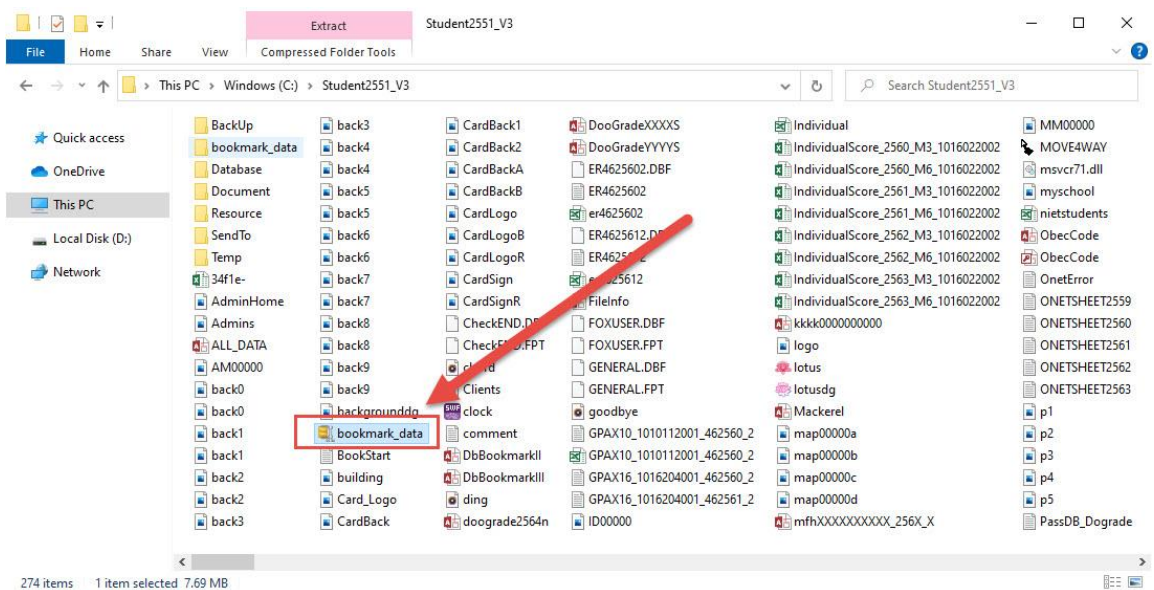 Extract
Student2551_V3
File
Home
Share
View
Compressed Folder Tools
This PC
Windows (C:)
Student2551_V3
Search Student2551_V3
Quick access
OneDrive
This PC
Local Disk (D:)
Network
BackUp
bookmark_data
Database
Document
Resource
SendTo
Temp
34f1e-
AdminHome
Admins
ALL_DATA
AM00000
back0
back0
back1
back1
back2
back2
back3
back3
back4
back4
back5
back5
back6
back6
back7
back7
back8
back8
back9
back9
backgrounddg
bookmark_data
BookStart
building
Card_Logo
CardBack
CardBack1
CardBack2
CardBackA
CardBackB
CardLogo
CardLogoB
CardLogoR
CardSign
CardSignR
Clients
clock
comment
DbBookmarkII
DbBookmarkIII
ding
doograde2564n
DooGradeXXXXS
DooGradeYYYYS
ER4625602.DBF
ER4625602
er4625602
FileInfo
FOXUSER.DBF
FOXUSER.FPT
GENERAL.DBF
GENERAL.FPT
goodbye
GPAX10_1010112001_462560_2
GPAX10_1010112001_462560_2
GPAX16_1016204001_462560_2
GPAX16_1016204001_462561_2
ID00000
Individual
IndividualScore_2560_M3_1016022002
IndividualScore_2560_M6_1016022002
IndividualScore_2561_M3_1016022002
IndividualScore_2561_M6_1016022002
IndividualScore_2562_M3_1016022002
IndividualScore_2562_M6_1016022002
IndividualScore_2563_M3_1016022002
IndividualScore_2563_M6_1016022002
kkkk0000000000
logo
lotus
lotusdg
Mackerel
map00000a
map00000b
map00000c
map00000d
mfhXXXXXXXXXX_256X_X
MM00000
MOVE4WAY
msvcr71.dll
myschool
nietstudents
ObecCode
ObecCode
OnetError
ONETSHEET2559
ONETSHEET2560
ONETSHEET2561
ONETSHEET2562
ONETSHEET2563
p1
p2
p3
p4
p5
PassDB_Dograde
274 items
1 item selected 7.69 MB